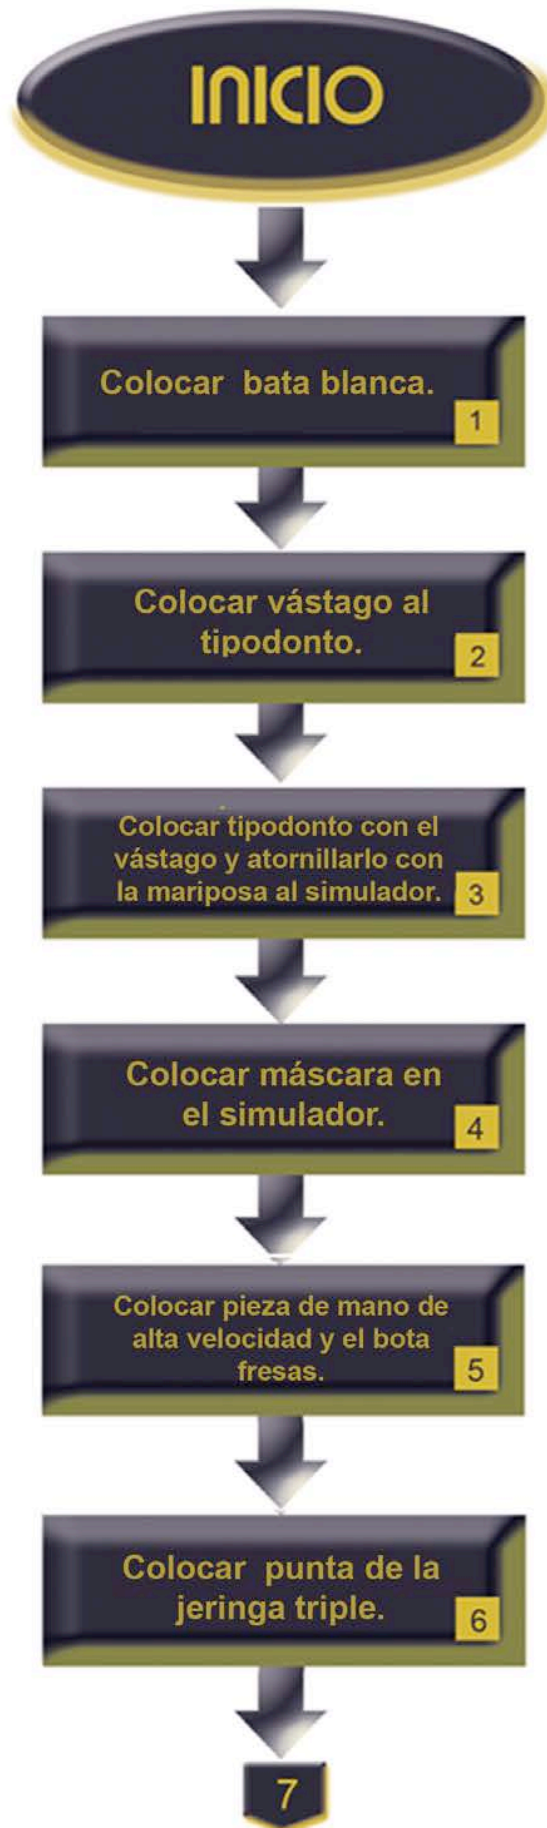 INICIO
Colocar bata blanca.
1
Colocar vástago al
tipodonto.
2
Colocar tipodonto con el
vástago y atornillarlo con
la mariposa al simulador.
3
Colocar máscara en
el simulador.
4
Colocar pieza de mano de
alta velocidad y el bota
fresas.
5
Colocar punta de la
jeringa triple.
6
7